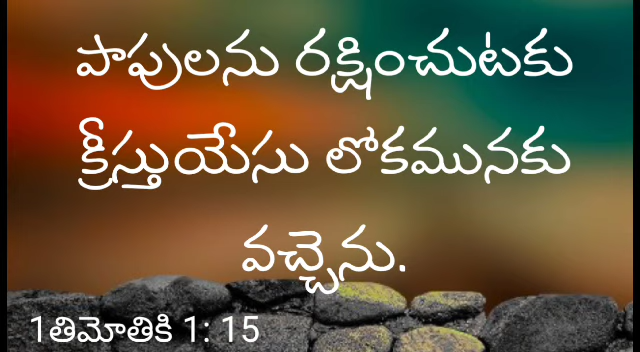 పాపులను రక్షించుటకు
క్రీస్తుయేసు లోకమునకు
వచ్చెను.
1తిమోతికి 1: 15